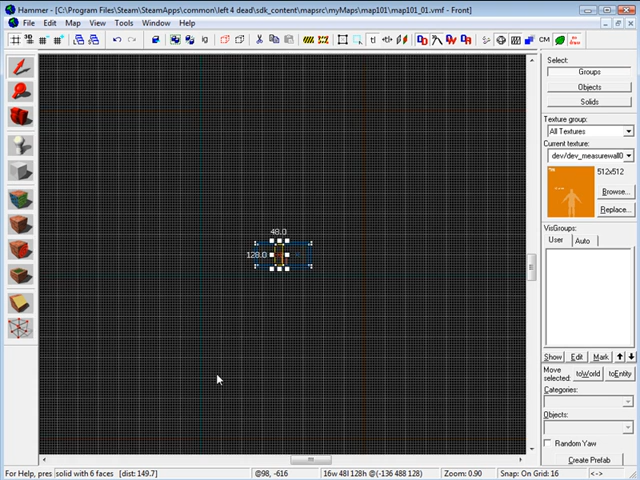 Hammer - [C:\Program Files\Steam\SteamApps\common\left 4 dead\sdk_content\mapsrc\myMaps\map101\map101_01.vmf - Front]
File Edit Map View Tools Window Help
Select:
Groups
Objects
Solids
Texture group:
All Textures
Current texture:
dev/dev_measurewall0
512x512
Browse...
Replace...
VisGroups:
User Auto
48.0
128.0
Show Edit Mark
Move selected: toWorld toEntity
Categories:
Objects:
Random Yaw
Create Prefab
For Help, pres solid with 6 faces [dist: 149.7] @98, -616 16w 48l 128h @(-136 488 128) Zoom: 0.90 Snap: On Grid: 16 <->